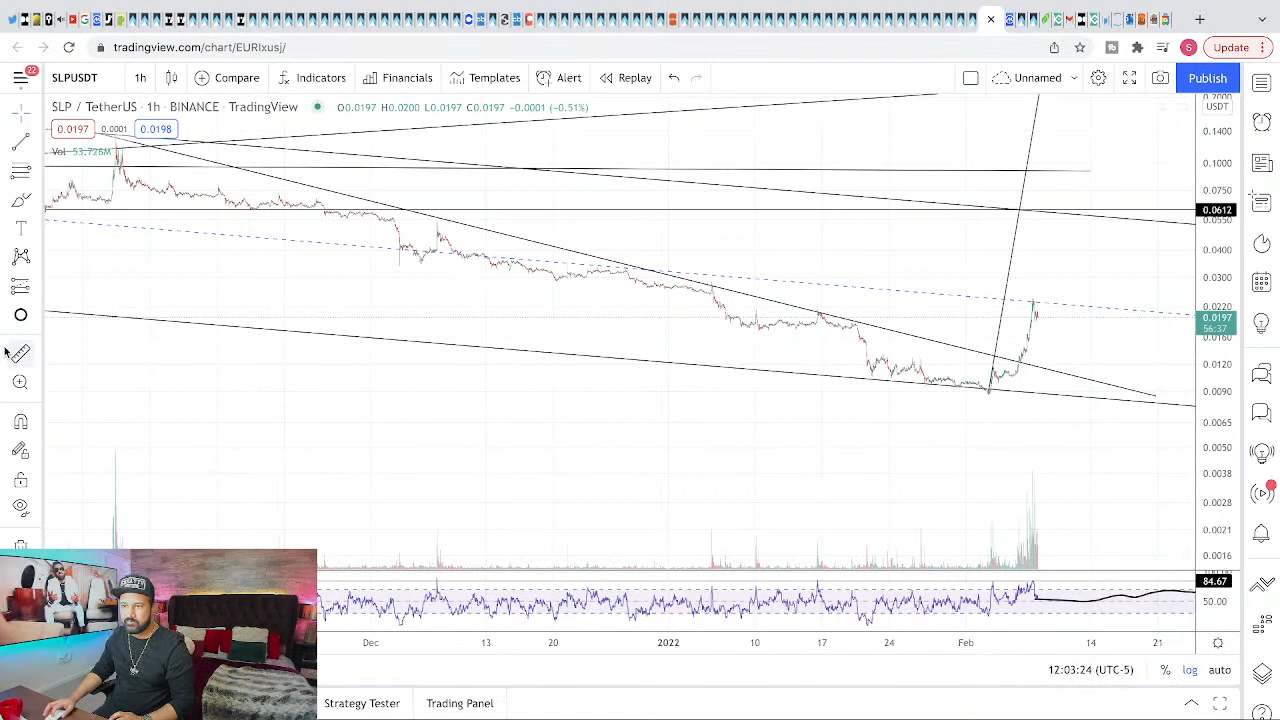 tradingview.com/chart/EURIxusj/
S
Update
22
SLPUSDT
1h
Compare
Indicators
Financials
Templates
Alert
Replay
Unnamed
Publish
SLP / TetherUS · 1h · BINANCE · TradingView
O0.0197 H0.0200 L0.0197 C0.0197 −0.0001 (−0.51%)
USDT
0.0197
0.0001
0.0198
Vol 53.726M
0.1400
0.1000
0.0750
0.0612
0.0550
0.0400
0.0300
0.0220
0.0197
56:37
0.0160
0.0120
0.0090
0.0065
0.0050
0.0038
0.0028
0.0021
0.0016
84.67
50.00
Dec
13
20
2022
10
17
24
Feb
14
21
12:03:24 (UTC-5)
%
log
auto
Strategy Tester
Trading Panel